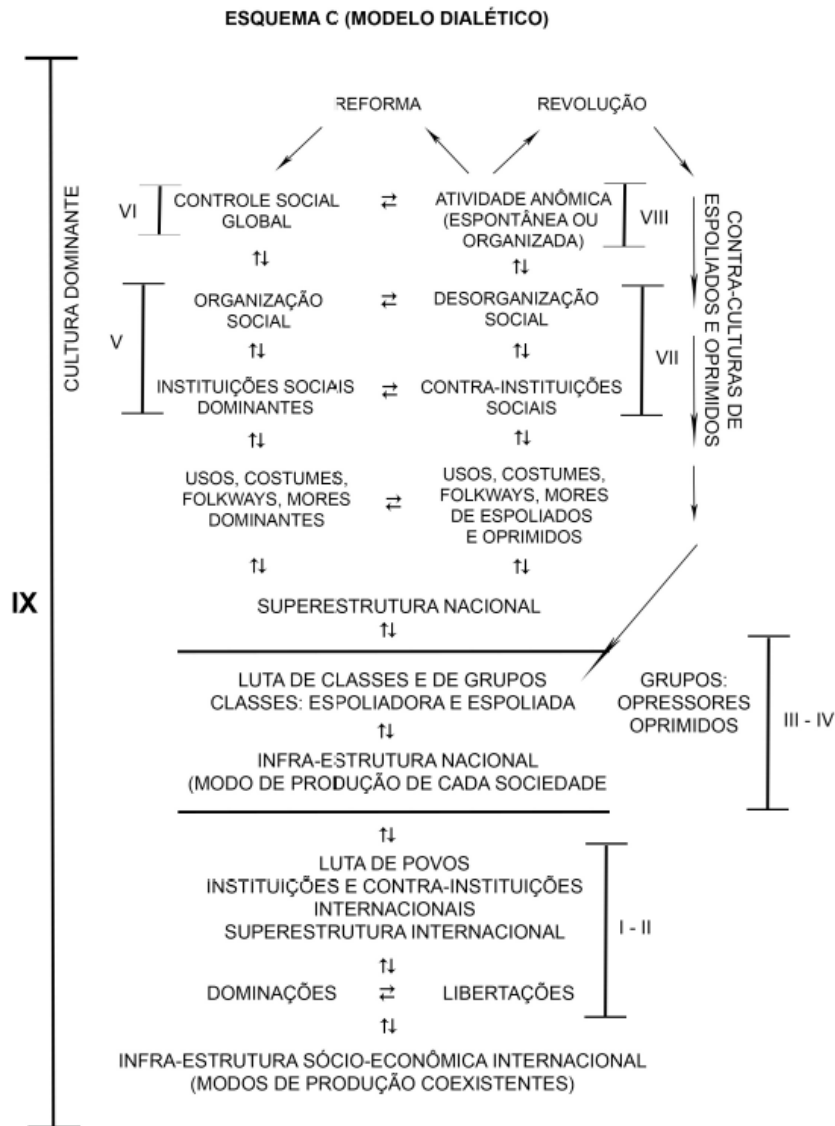 ESQUEMA C (MODELO DIALÉTICO)
REFORMA
REVOLUÇÃO
CULTURA DOMINANTE
VI
CONTROLE SOCIAL
GLOBAL
⇄
ATIVIDADE ANÔMICA
(ESPONTÂNEA OU
ORGANIZADA)
VIII
CONTRA-CULTURAS DE
ESPOLIADOS E OPRIMIDOS
V
ORGANIZAÇÃO
SOCIAL
⇄
DESORGANIZAÇÃO
SOCIAL
VII
INSTITUIÇÕES SOCIAIS
DOMINANTES
⇄
CONTRA-INSTITUIÇÕES
SOCIAIS
USOS, COSTUMES,
FOLKWAYS, MORES
DOMINANTES
⇄
USOS, COSTUMES,
FOLKWAYS, MORES
DE ESPOLIADOS
E OPRIMIDOS
IX
SUPERESTRUTURA NACIONAL
LUTA DE CLASSES E DE GRUPOS
CLASSES: ESPOLIADORA E ESPOLIADA
GRUPOS:
OPRESSORES
OPRIMIDOS
III - IV
INFRA-ESTRUTURA NACIONAL
(MODO DE PRODUÇÃO DE CADA SOCIEDADE
LUTA DE POVOS
INSTITUIÇÕES E CONTRA-INSTITUIÇÕES
INTERNACIONAIS
SUPERESTRUTURA INTERNACIONAL
I - II
DOMINAÇÕES ⇄ LIBERTAÇÕES
INFRA-ESTRUTURA SÓCIO-ECONÔMICA INTERNACIONAL
(MODOS DE PRODUÇÃO COEXISTENTES)